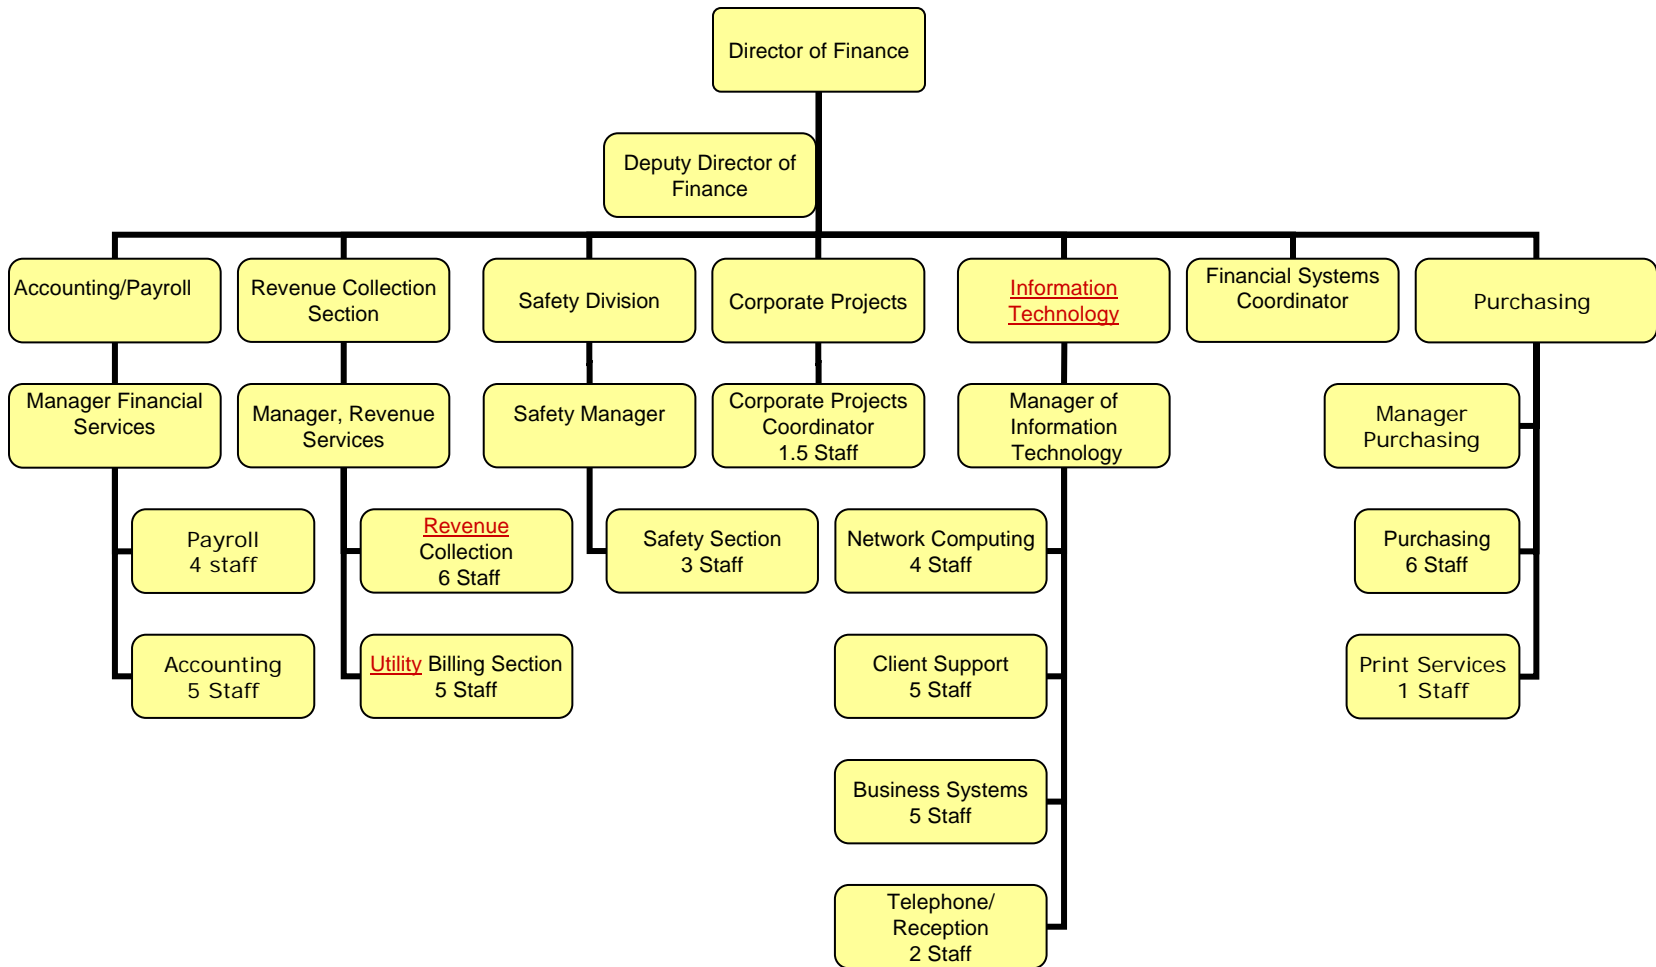 Director of Finance
Deputy Director of
Finance
Accounting/Payroll
Revenue Collection
Section
Safety Division
Corporate Projects
Information
Technology
Financial Systems
Coordinator
Purchasing
Manager Financial
Services
Manager, Revenue
Services
Safety Manager
Corporate Projects
Coordinator
1.5 Staff
Manager of
Information
Technology
Manager
Purchasing
Payroll
4 staff
Revenue
Collection
6 Staff
Safety Section
3 Staff
Network Computing
4 Staff
Purchasing
6 Staff
Accounting
5 Staff
Utility Billing Section
5 Staff
Client Support
5 Staff
Print Services
1 Staff
Business Systems
5 Staff
Telephone/
Reception
2 Staff